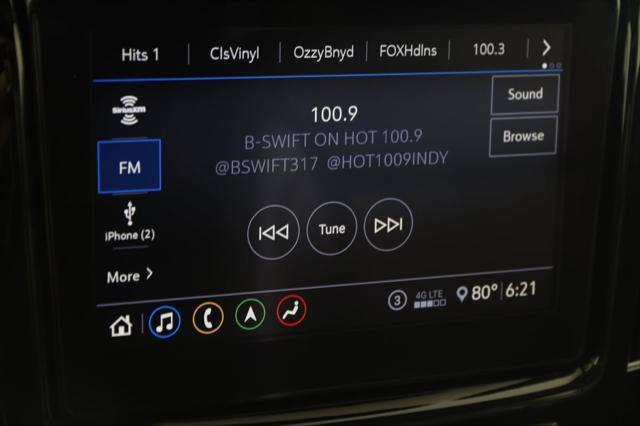 Hits 1 ClsVinyl OzzyBnyd FOXHdlns 100.3
SiriusXM
100.9
Sound
B-SWIFT ON HOT 100.9
Browse
FM
@BSWIFT317 @HOT1009INDY
iPhone (2)
Tune
More
3 4G LTE 80° 6:21